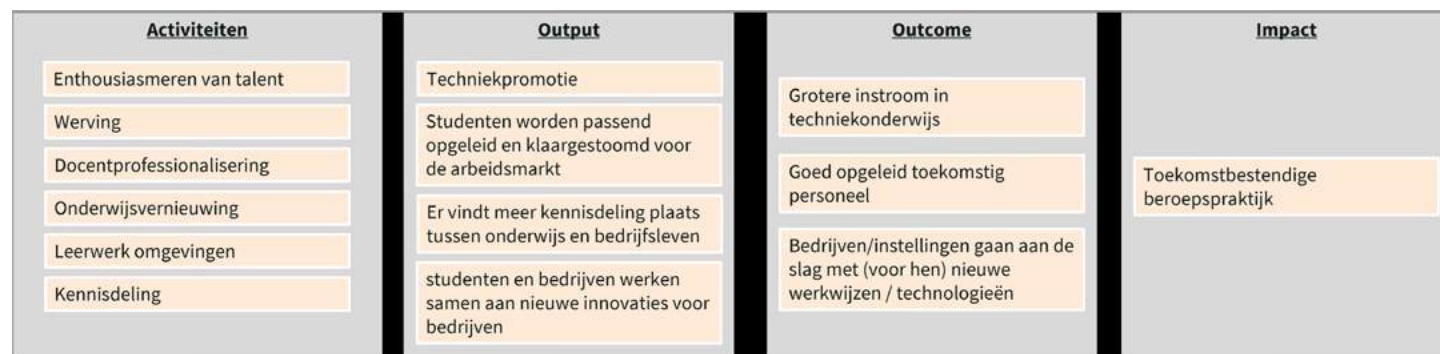 Activiteiten
Enthousiasmeren van talent
Werving
Docentprofessionalisering
Onderwijsvernieuwing
Leerwerk omgevingen
Kennisdeling
Output
Techniekpromotie
Studenten worden passend
opgeleid en klaargestoomd voor
de arbeidsmarkt
Er vindt meer kennisdeling plaats
tussen onderwijs en bedrijfsleven
studenten en bedrijven werken
samen aan nieuwe innovaties voor
bedrijven
Outcome
Grotere instroom in
techniekonderwijs
Goed opgeleid toekomstig
personeel
Bedrijven/instellingen gaan aan de
slag met (voor hen) nieuwe
werkwijzen / technologieën
Impact
Toekomstbestendige
beroepspraktijk